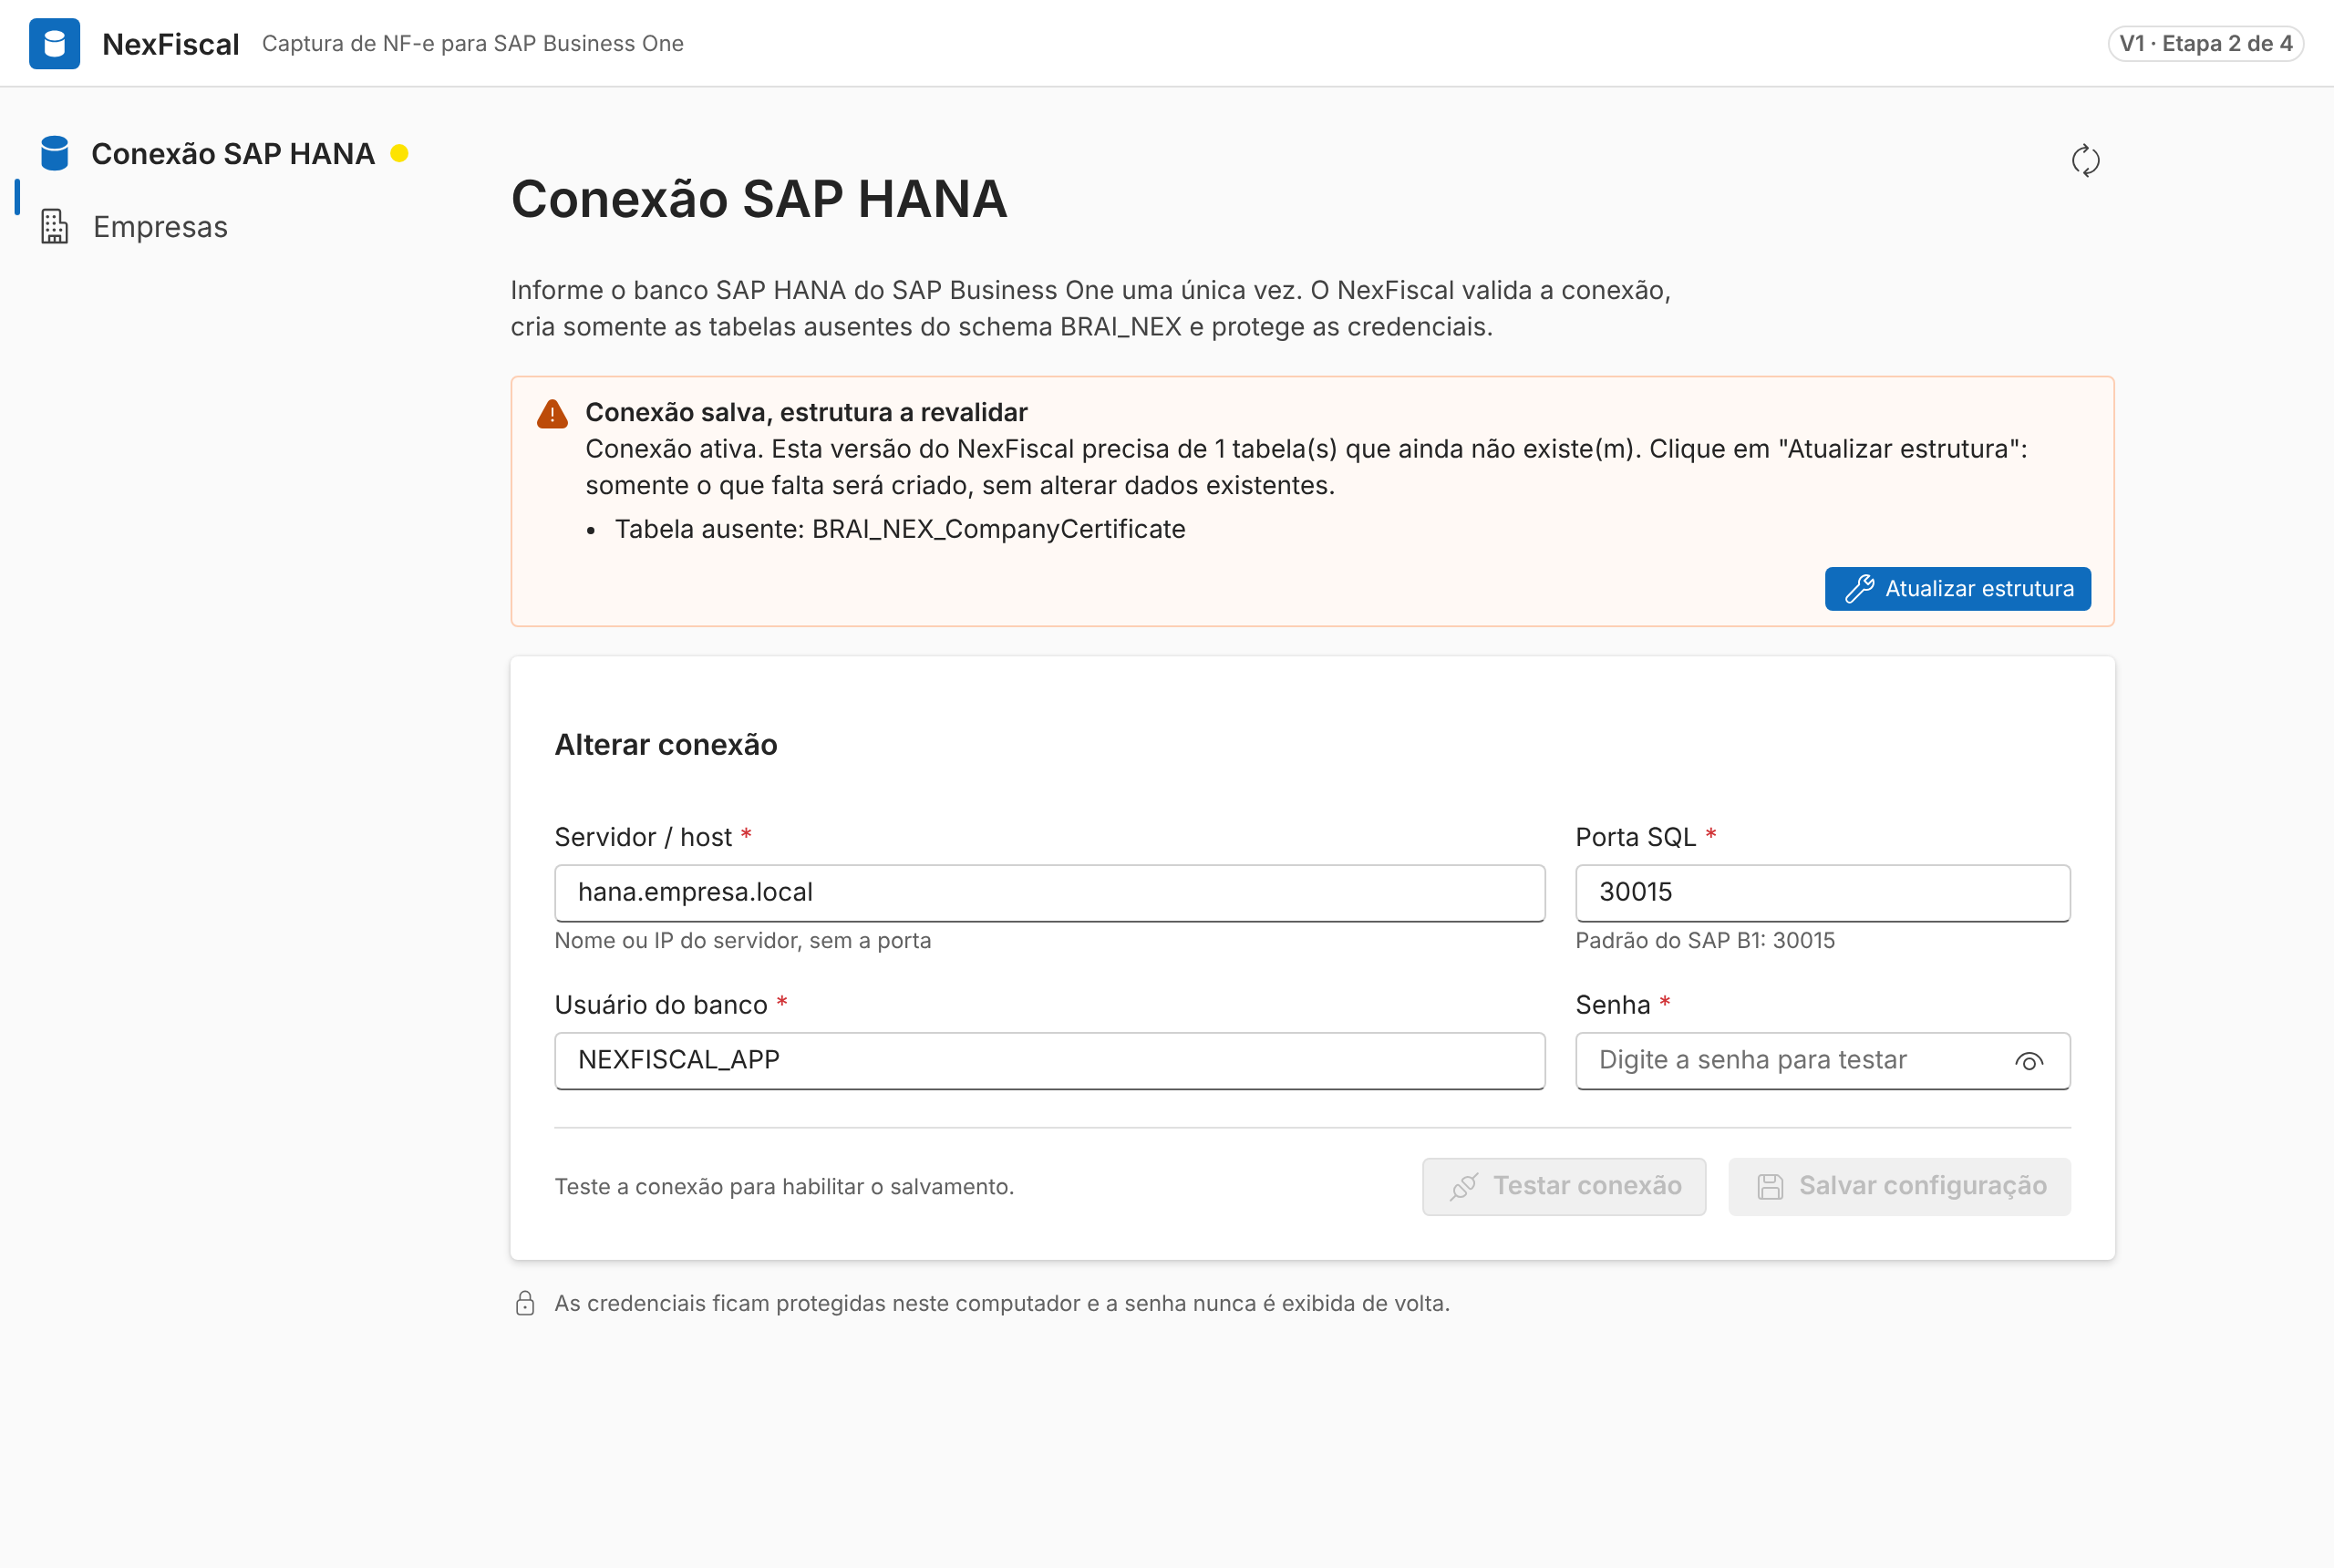 NexFiscal Captura de NF-e para SAP Business One
V1 · Etapa 2 de 4
Conexão SAP HANA
Empresas
Conexão SAP HANA
Informe o banco SAP HANA do SAP Business One uma única vez. O NexFiscal valida a conexão,
cria somente as tabelas ausentes do schema BRAI_NEX e protege as credenciais.
Conexão salva, estrutura a revalidar
Conexão ativa. Esta versão do NexFiscal precisa de 1 tabela(s) que ainda não existe(m). Clique em "Atualizar estrutura":
somente o que falta será criado, sem alterar dados existentes.
• Tabela ausente: BRAI_NEX_CompanyCertificate
Atualizar estrutura
Alterar conexão
Servidor / host *
hana.empresa.local
Nome ou IP do servidor, sem a porta
Porta SQL *
30015
Padrão do SAP B1: 30015
Usuário do banco *
NEXFISCAL_APP
Senha *
Digite a senha para testar
Teste a conexão para habilitar o salvamento.
Testar conexão
Salvar configuração
As credenciais ficam protegidas neste computador e a senha nunca é exibida de volta.